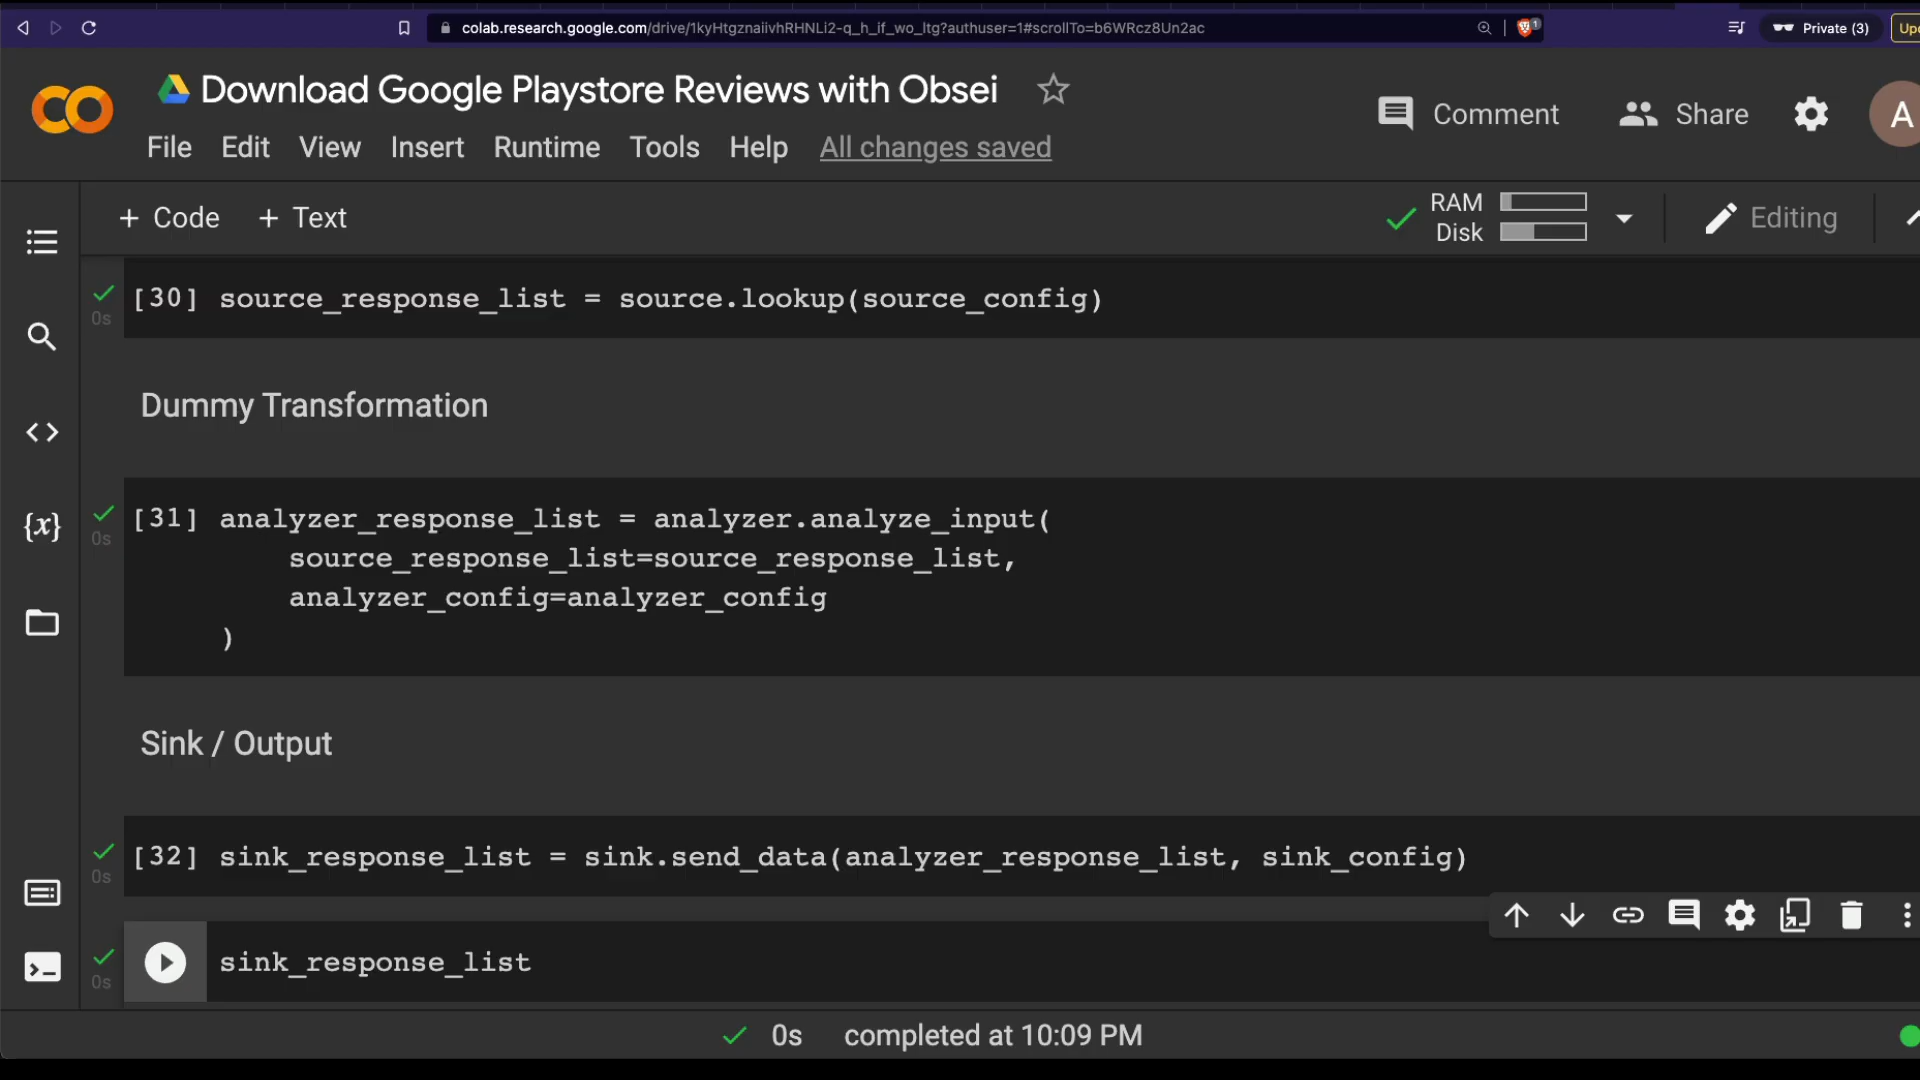 colab.research.google.com/drive/1kyHtgznaiivhRHNLi2-q_h_if_wo_ltg?authuser=1#scrollTo=b6WRcz8Un2ac
1
Private (3)
Download Google Playstore Reviews with Obsei
Comment
Share
A
File Edit View Insert Runtime Tools Help All changes saved
+ Code + Text
RAM
Disk
Editing
0s
[30] source_response_list = source.lookup(source_config)
Dummy Transformation
0s
[31] analyzer_response_list = analyzer.analyze_input(
source_response_list=source_response_list,
analyzer_config=analyzer_config
)
Sink / Output
0s
[32] sink_response_list = sink.send_data(analyzer_response_list, sink_config)
0s
sink_response_list
{x}
0s completed at 10:09 PM